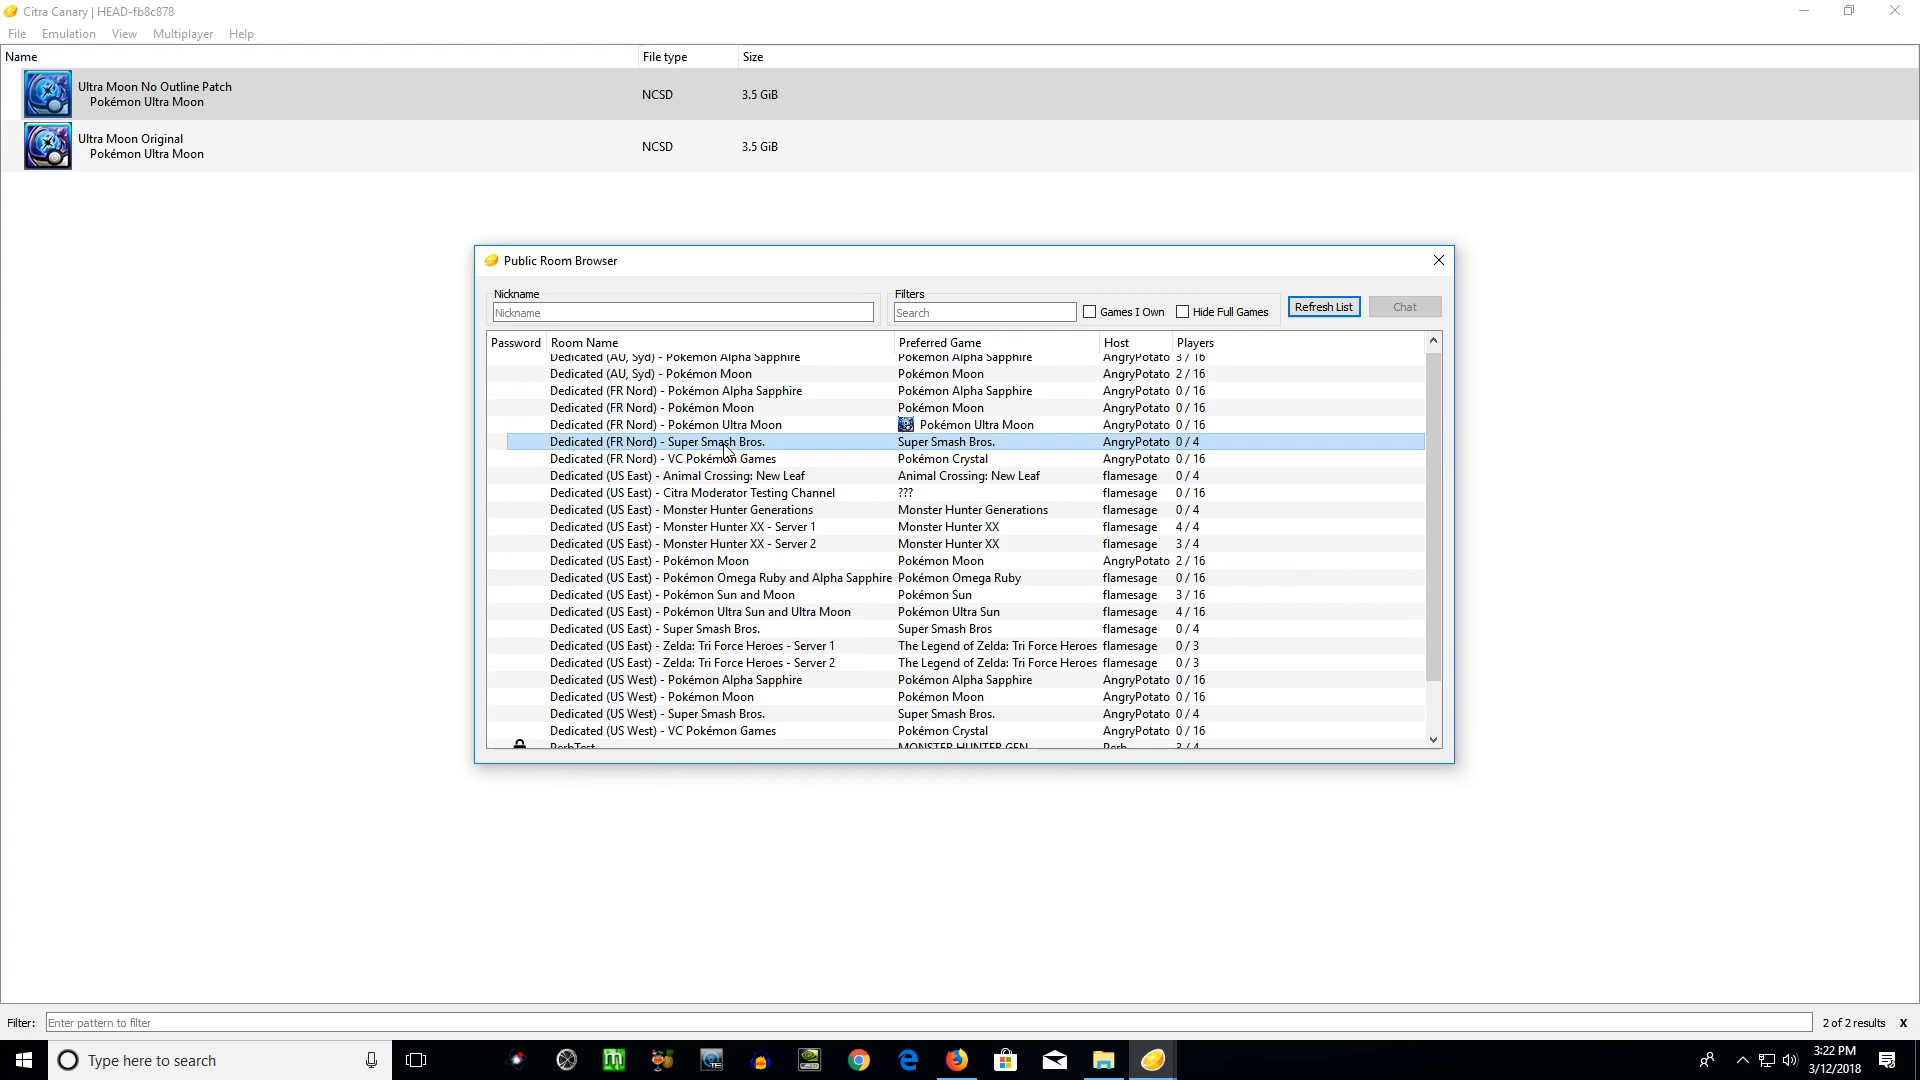 Citra Canary | HEAD-fb8c878
File Emulation View Multiplayer Help
Name File type Size
Ultra Moon No Outline Patch
Pokémon Ultra Moon
NCSD 3.5 GiB
Ultra Moon Original
Pokémon Ultra Moon
NCSD 3.5 GiB
Public Room Browser
Nickname Filters
Nickname Search Games I Own Hide Full Games Refresh List Chat
Password Room Name Preferred Game Host Players
Dedicated (AU, Syd) - Pokémon Alpha Sapphire Pokémon Alpha Sapphire AngryPotato 3 / 16
Dedicated (AU, Syd) - Pokémon Moon Pokémon Moon AngryPotato 2 / 16
Dedicated (FR Nord) - Pokémon Alpha Sapphire Pokémon Alpha Sapphire AngryPotato 0 / 16
Dedicated (FR Nord) - Pokémon Moon Pokémon Moon AngryPotato 0 / 16
Dedicated (FR Nord) - Pokémon Ultra Moon Pokémon Ultra Moon AngryPotato 0 / 16
Dedicated (FR Nord) - Super Smash Bros. Super Smash Bros. AngryPotato 0 / 4
Dedicated (FR Nord) - VC Pokémon Games Pokémon Crystal AngryPotato 0 / 16
Dedicated (US East) - Animal Crossing: New Leaf Animal Crossing: New Leaf flamesage 0 / 4
Dedicated (US East) - Citra Moderator Testing Channel ??? flamesage 0 / 16
Dedicated (US East) - Monster Hunter Generations Monster Hunter Generations flamesage 0 / 4
Dedicated (US East) - Monster Hunter XX - Server 1 Monster Hunter XX flamesage 4 / 4
Dedicated (US East) - Monster Hunter XX - Server 2 Monster Hunter XX flamesage 3 / 4
Dedicated (US East) - Pokémon Moon Pokémon Moon AngryPotato 2 / 16
Dedicated (US East) - Pokémon Omega Ruby and Alpha Sapphire Pokémon Omega Ruby flamesage 0 / 16
Dedicated (US East) - Pokémon Sun and Moon Pokémon Sun flamesage 3 / 16
Dedicated (US East) - Pokémon Ultra Sun and Ultra Moon Pokémon Ultra Sun flamesage 4 / 16
Dedicated (US East) - Super Smash Bros. Super Smash Bros flamesage 0 / 4
Dedicated (US East) - Zelda: Tri Force Heroes - Server 1 The Legend of Zelda: Tri Force Heroes flamesage 0 / 3
Dedicated (US East) - Zelda: Tri Force Heroes - Server 2 The Legend of Zelda: Tri Force Heroes flamesage 0 / 3
Dedicated (US West) - Pokémon Alpha Sapphire Pokémon Alpha Sapphire AngryPotato 0 / 16
Dedicated (US West) - Pokémon Moon Pokémon Moon AngryPotato 0 / 16
Dedicated (US West) - Super Smash Bros. Super Smash Bros. AngryPotato 0 / 4
Dedicated (US West) - VC Pokémon Games Pokémon Crystal AngryPotato 0 / 16
MONSTER HUNTER GEN
Filter: Enter pattern to filter 2 of 2 results X
Type here to search
3:22 PM
3/12/2018